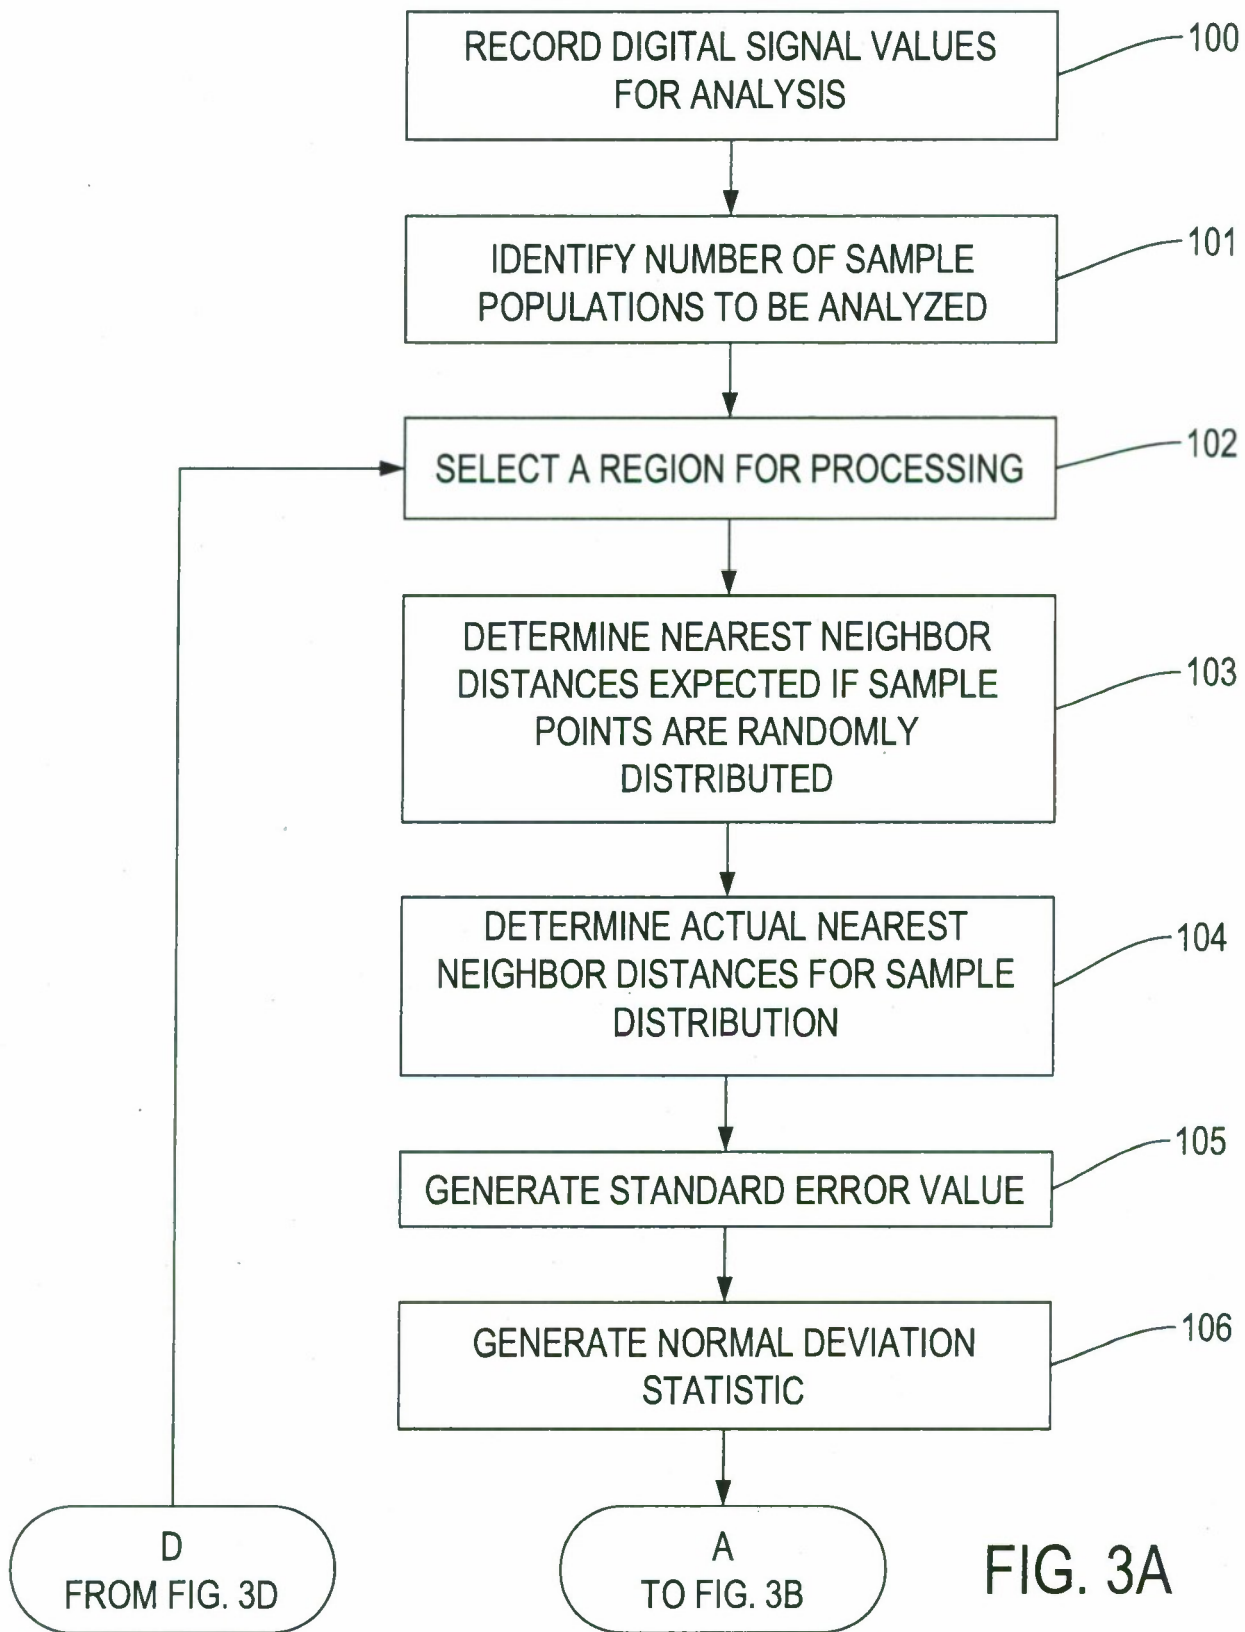 RECORD DIGITAL SIGNAL VALUES
FOR ANALYSIS
100
IDENTIFY NUMBER OF SAMPLE
POPULATIONS TO BE ANALYZED
101
SELECT A REGION FOR PROCESSING
102
DETERMINE NEAREST NEIGHBOR
DISTANCES EXPECTED IF SAMPLE
POINTS ARE RANDOMLY
DISTRIBUTED
103
DETERMINE ACTUAL NEAREST
NEIGHBOR DISTANCES FOR SAMPLE
DISTRIBUTION
104
GENERATE STANDARD ERROR VALUE
105
GENERATE NORMAL DEVIATION
STATISTIC
106
D
FROM FIG. 3D
A
TO FIG. 3B
FIG. 3A